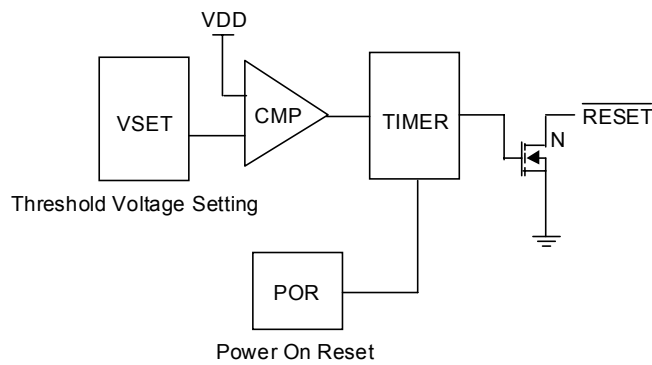 VDD
VSET
CMP
TIMER
RESET
N
Threshold Voltage Setting
POR
Power On Reset